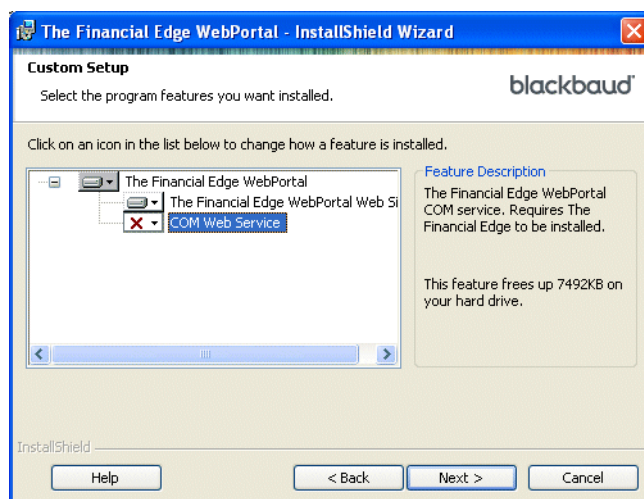 The Financial Edge WebPortal - InstallShield Wizard
Custom Setup
Select the program features you want installed.
blackbaud
Click on an icon in the list below to change how a feature is installed.
The Financial Edge WebPortal
The Financial Edge WebPortal Web Si
COM Web Service
Feature Description
The Financial Edge WebPortal
COM service. Requires The
Financial Edge to be installed.
This feature frees up 7492KB on
your hard drive.
InstallShield
Help
< Back
Next >
Cancel